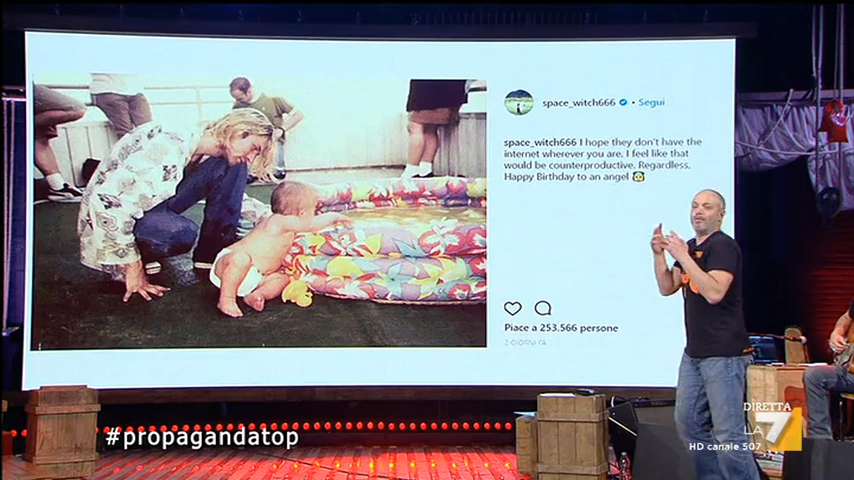 space_witch666 • Segui
space_witch666 I hope they don't have the
internet wherever you are. I feel like that
would be counterproductive. Regardless,
Happy Birthday to an angel
Piace a 253.566 persone
2 GIORNI FA
#propagandatop
DIRETTA
LA7
HD canale 507